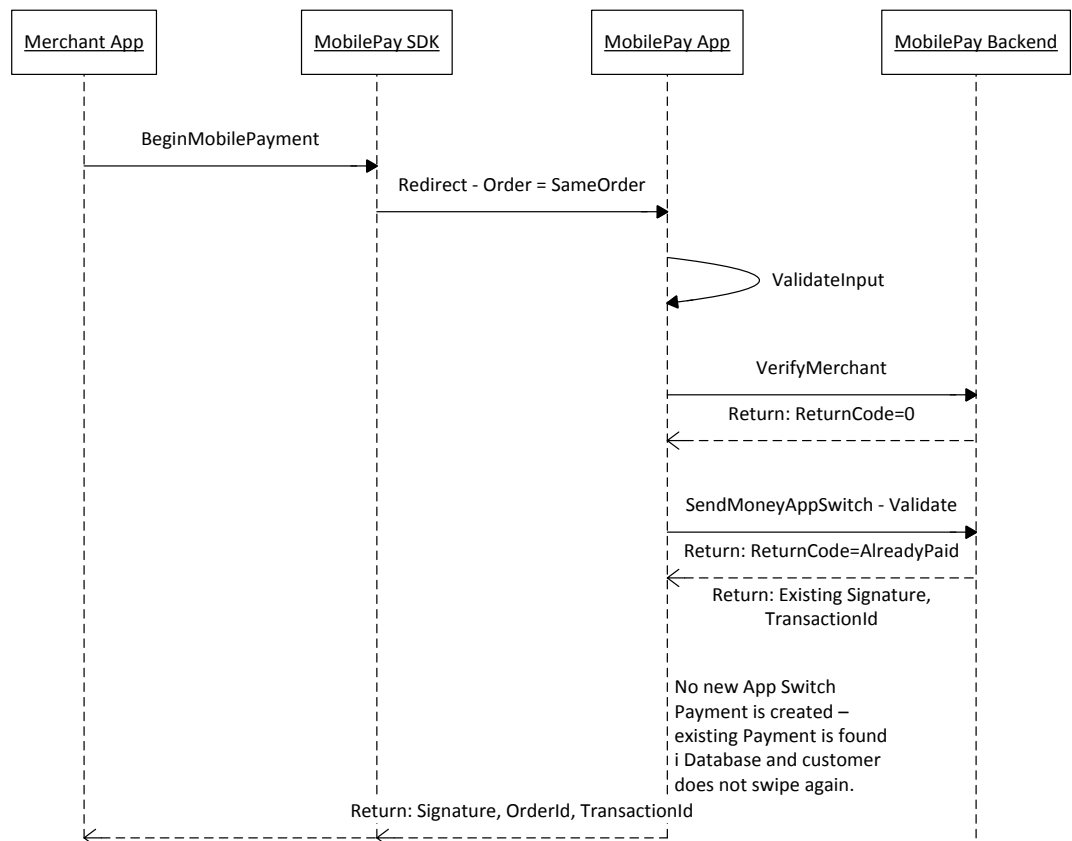 Merchant App
MobilePay SDK
MobilePay App
MobilePay Backend
BeginMobilePayment
Redirect - Order = SameOrder
ValidateInput
VerifyMerchant
Return: ReturnCode=0
SendMoneyAppSwitch - Validate
Return: ReturnCode=AlreadyPaid
Return: Existing Signature,
TransactionId
No new App Switch
Payment is created –
existing Payment is found
i Database and customer
does not swipe again.
Return: Signature, OrderId, TransactionId